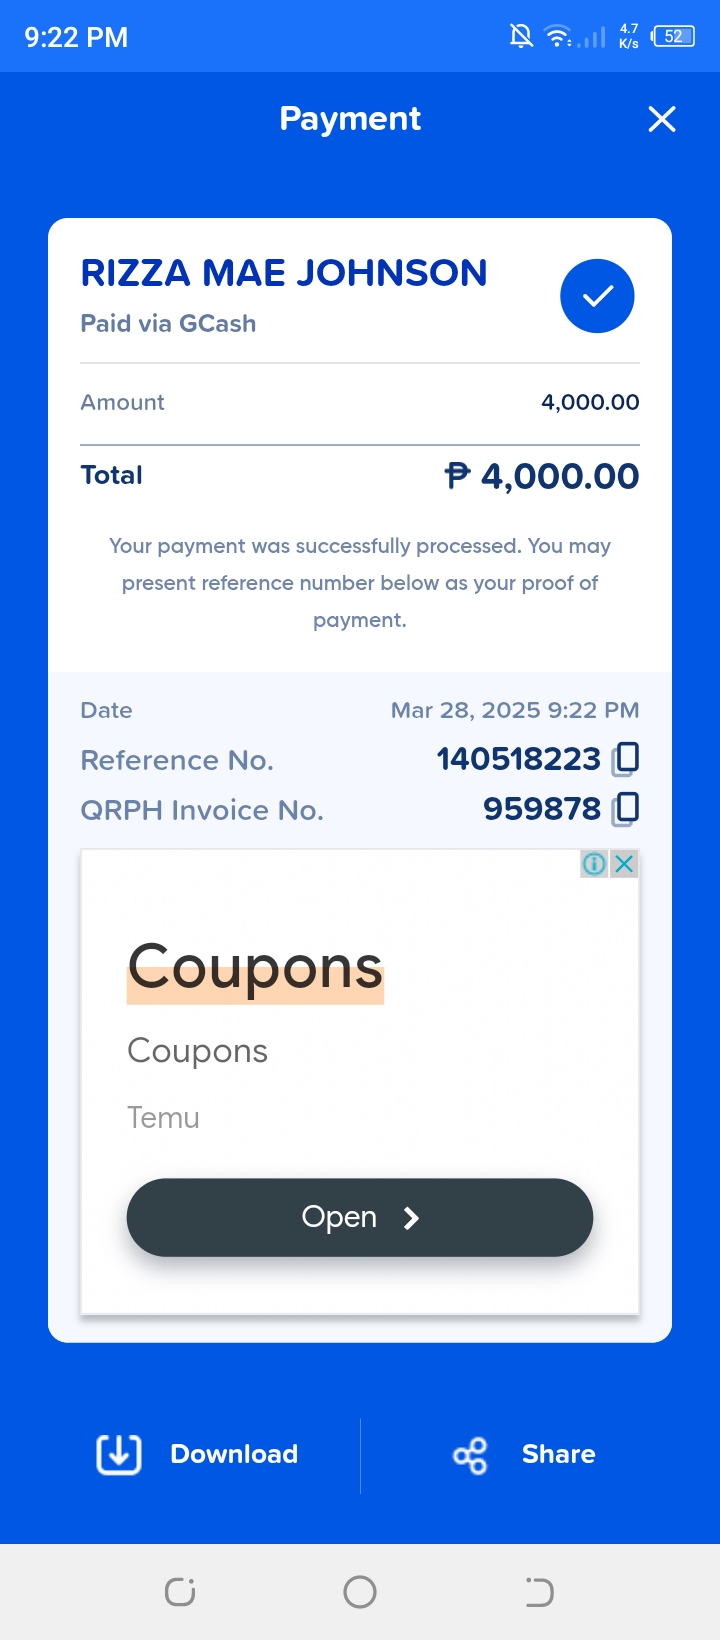 9:22 PM
4.7
K/s
52
Payment
RIZZA MAE JOHNSON
Paid via GCash
Amount 4,000.00
Total ₱ 4,000.00
Your payment was successfully processed. You may
present reference number below as your proof of
payment.
Date Mar 28, 2025 9:22 PM
Reference No. 140518223
QRPH Invoice No. 959878
Coupons
Coupons
Temu
Open
Download
Share